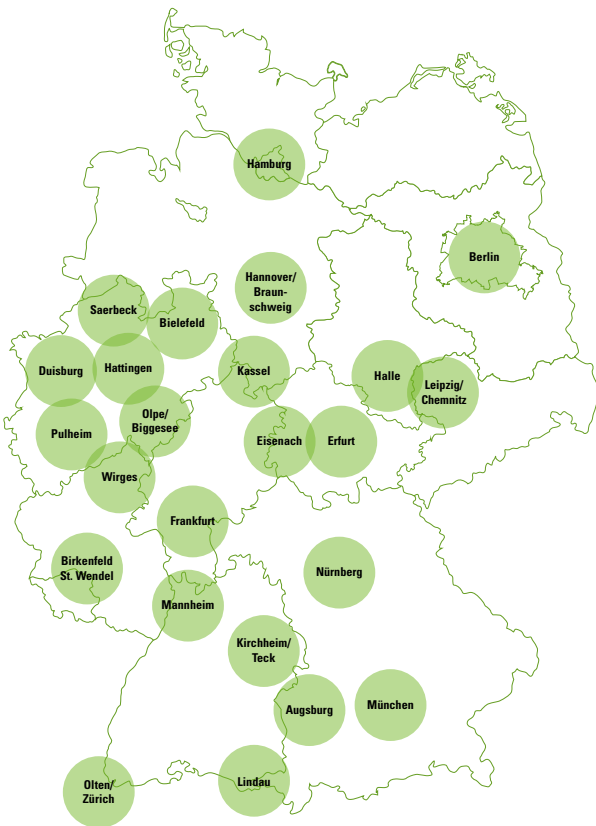 Hamburg
Berlin
Hannover/
Braun-
schweig
Saerbeck
Bielefeld
Duisburg
Hattingen
Kassel
Halle
Leipzig/
Chemnitz
Olpe/
Biggesee
Pulheim
Eisenach
Erfurt
Wirges
Frankfurt
Birkenfeld
St. Wendel
Nürnberg
Mannheim
Kirchheim/
Teck
Augsburg
München
Lindau
Olten/
Zürich